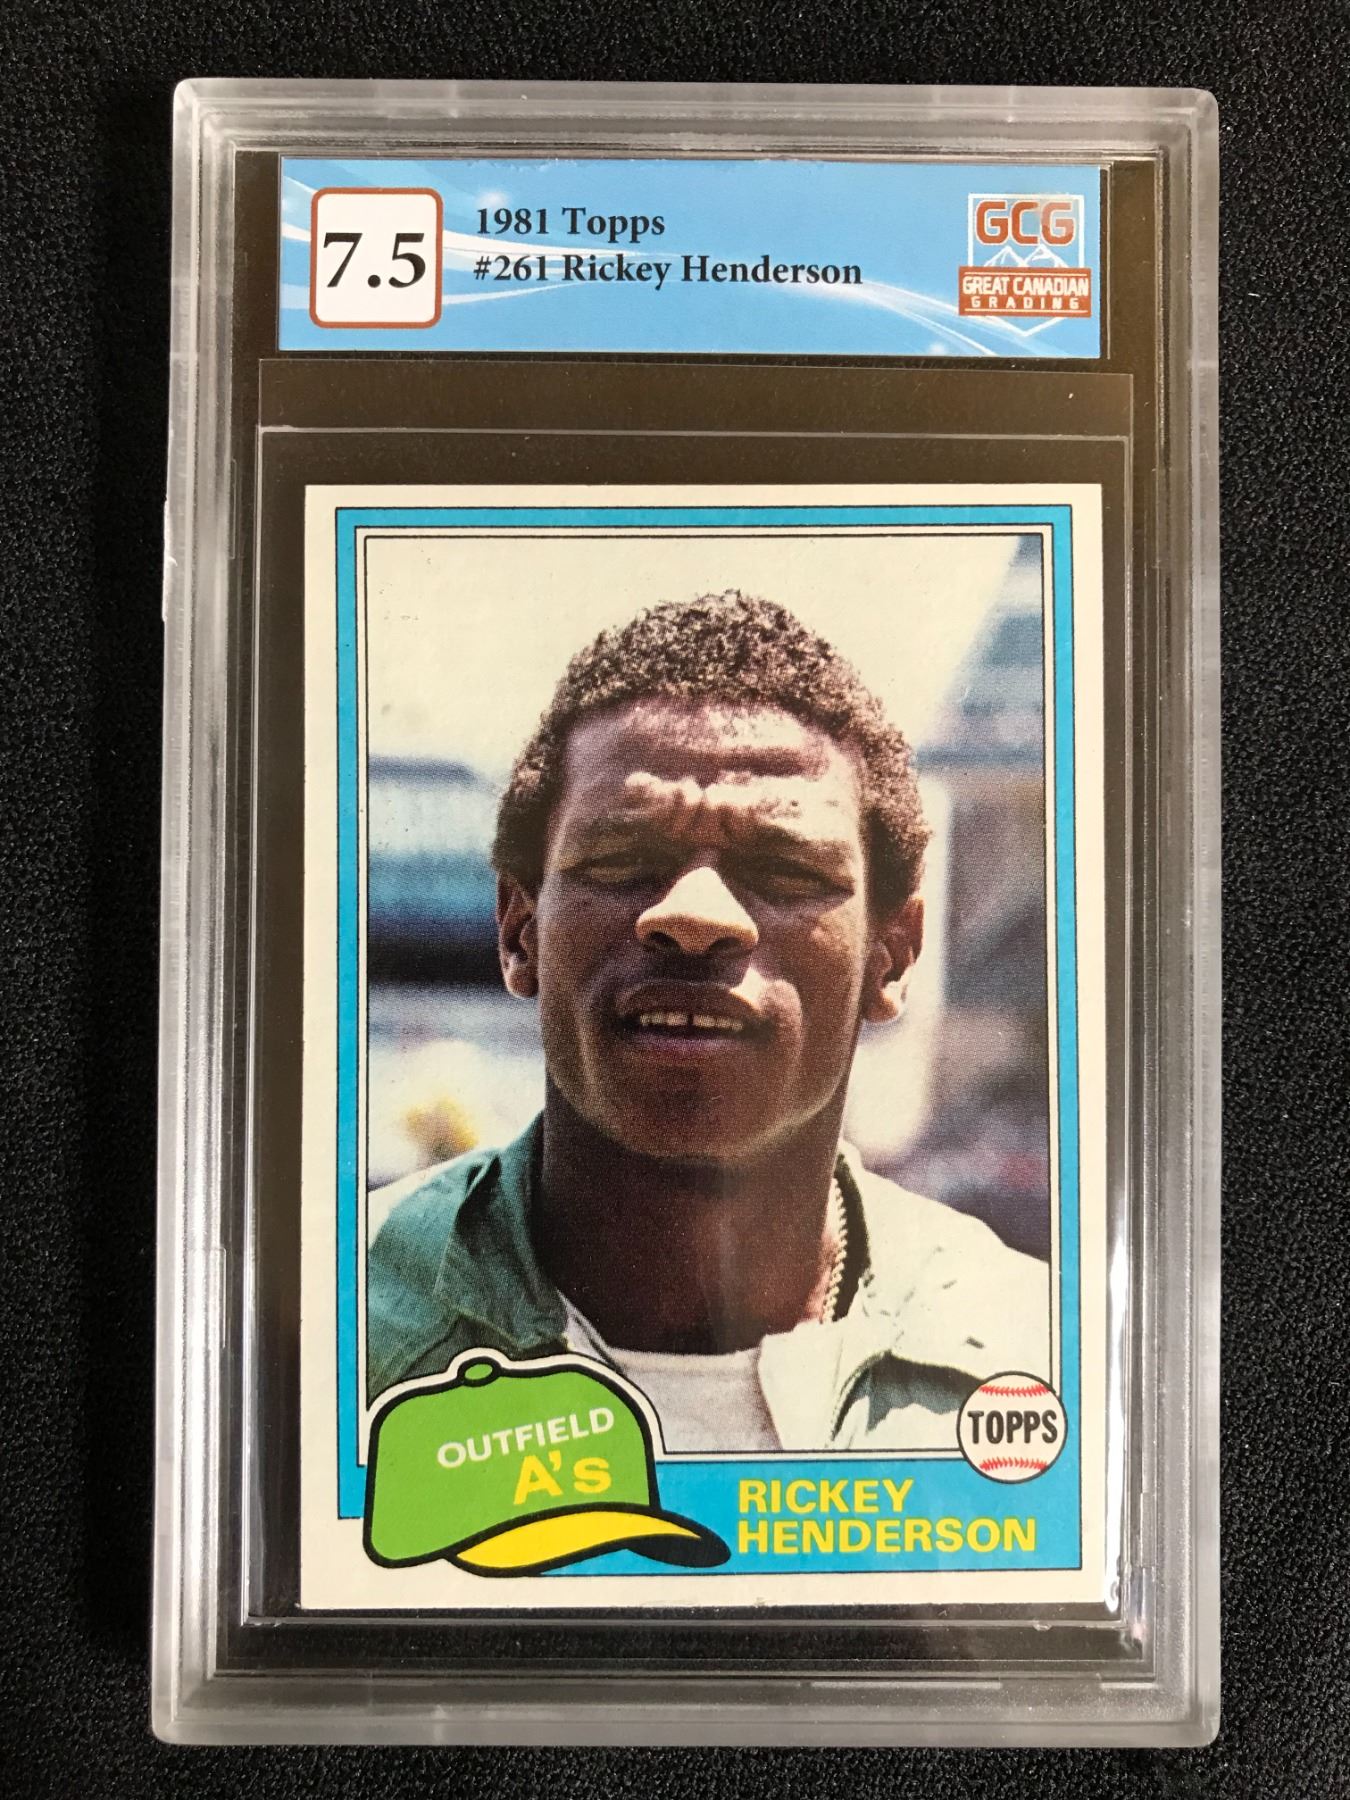 7.5
1981 Topps
#261 Rickey Henderson
GCG
GREAT CANADIAN
GRADING
OUTFIELD
A's
TOPPS
RICKEY
HENDERSON